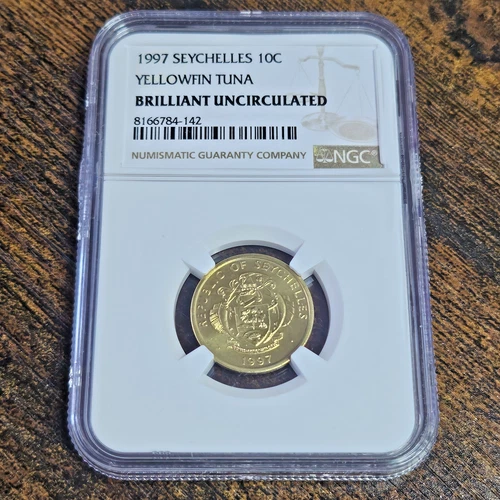 1997 SEYCHELLES 10C
YELLOWFIN TUNA
BRILLIANT UNCIRCULATED
8166784-142
NUMISMATIC GUARANTY COMPANY
NGC
REPUBLIC OF SEYCHELLES
1997